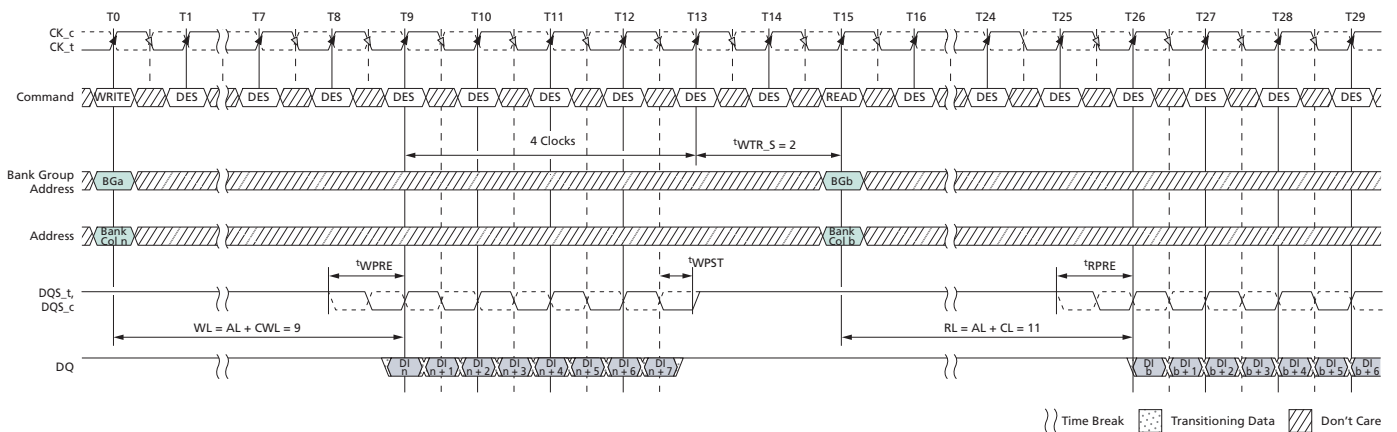 T0 T1 T7 T8 T9 T10 T11 T12 T13 T14 T15 T16 T24 T25 T26 T27 T28 T29
CK_c
CK_t
Command WRITE DES DES DES DES DES DES DES DES DES READ DES DES DES DES DES DES DES
4 Clocks tWTR_S = 2
Bank Group
Address BGa BGb
Address Bank Col n Bank Col b
tWPRE tWPST tRPRE
DQS_t,
DQS_c
WL = AL + CWL = 9 RL = AL + CL = 11
DQ DI n DI n + 1 DI n + 2 DI n + 3 DI n + 4 DI n + 5 DI n + 6 DI n + 7 DI b DI b + 1 DI b + 2 DI b + 3 DI b + 4 DI b + 5 DI b + 6
Time Break Transitioning Data Don't Care